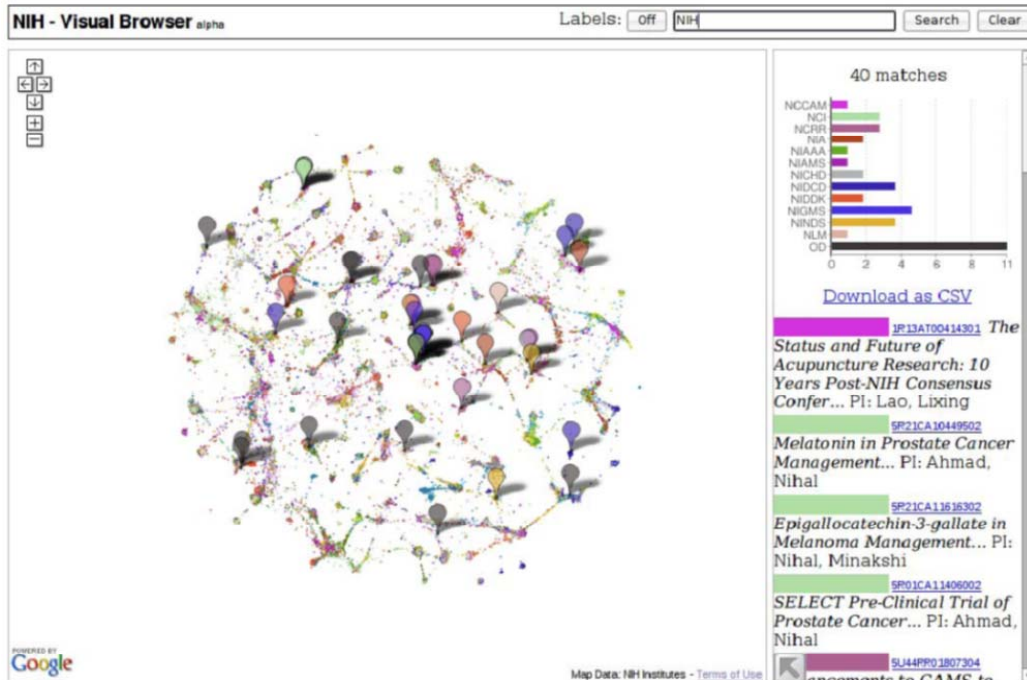 NIH - Visual Browser alpha
Labels: Off NIH Search Clear
40 matches
NCCAM
NCI
NCRR
NIA
NIAAA
NIAMS
NICHD
NIDCD
NIDDK
NIGMS
NINDS
NLM
OD
0 2 4 6 8 11
Download as CSV
1R13AT00414301 The
Status and Future of
Acupuncture Research: 10
Years Post-NIH Consensus
Confer... PI: Lao, Lixing
5R21CA10449502
Melatonin in Prostate Cancer
Management... PI: Ahmad,
Nihal
5R21CA11616302
Epigallocatechin-3-gallate in
Melanoma Management... PI:
Nihal, Minakshi
5R01CA11406002
SELECT Pre-Clinical Trial of
Prostate Cancer... PI: Ahmad,
Nihal
5U44RR01807304
POWERED BY
Google
Map Data: NIH Institutes - Terms of Use